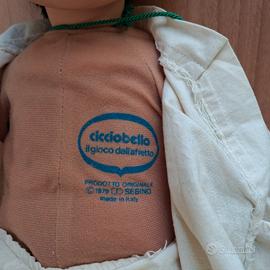 cicciobello
il gioco dell'affetto
PRODOTTO ORIGINALE
© 1979 SEBINO
made in Italy